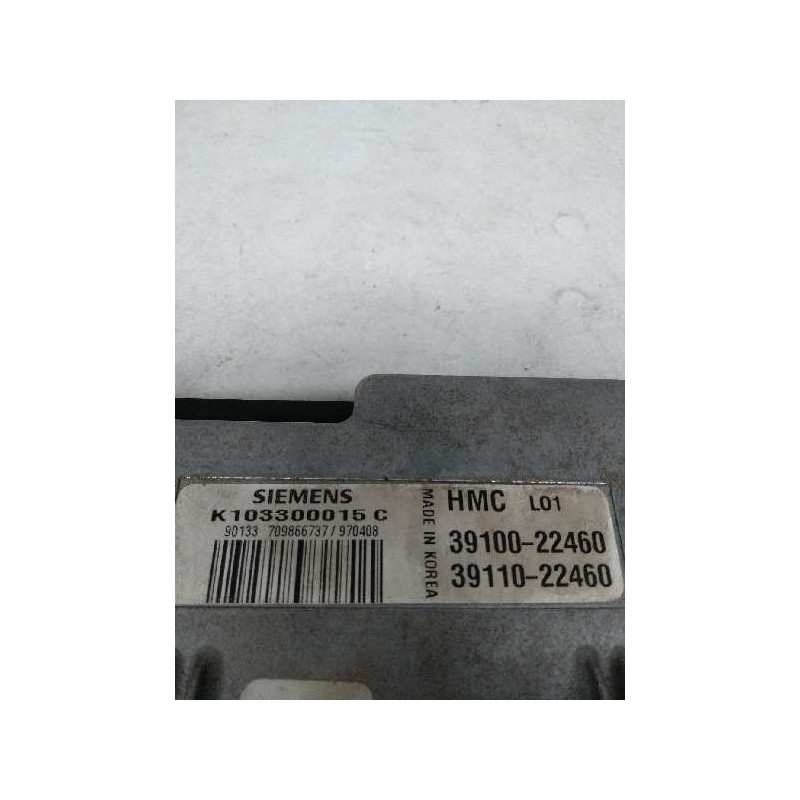 SIEMENS
K103300015 C
90133 709866737/970408
MADE IN KOREA
HMC L01
39100-22460
39110-22460